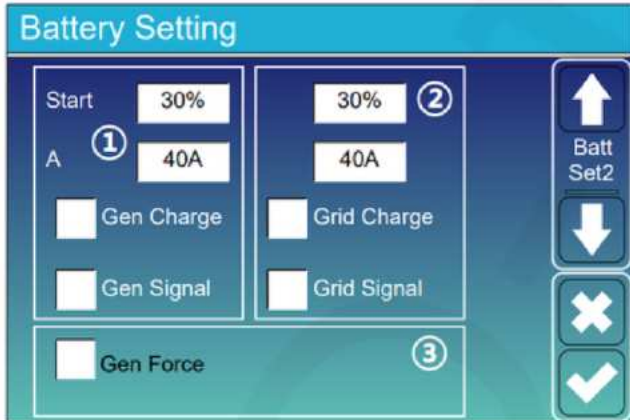 Battery Setting
Start 30% 30% ②
A ① 40A 40A
Gen Charge Grid Charge
Gen Signal Grid Signal
Gen Force ③
Batt
Set2